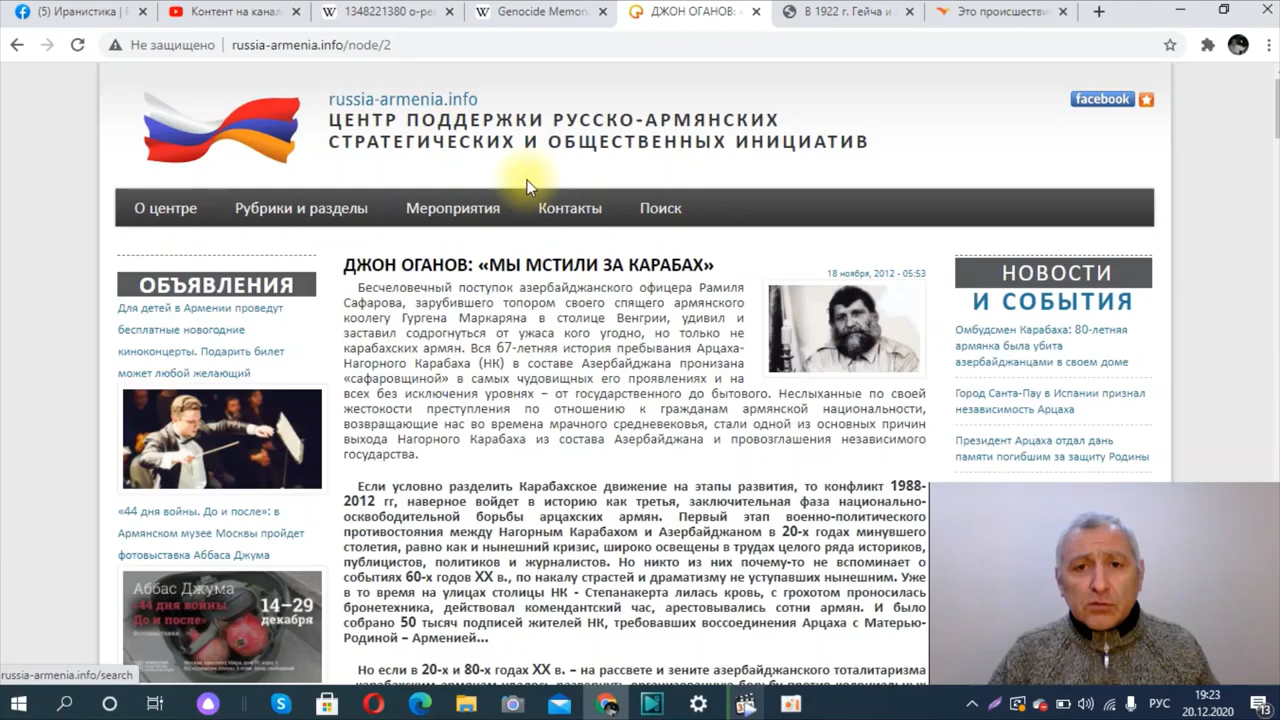 (Иранистика) | Р
Контент на канал
1348221380 o-pe
Genocide Memori
ДЖОН ОГАНОВ: «
В 1922 г. Гейча и
Это происшестви
Не защищено
russia-armenia.info/node/2
russia-armenia.info
ЦЕНТР ПОДДЕРЖКИ РУССКО-АРМЯНСКИХ
СТРАТЕГИЧЕСКИХ И ОБЩЕСТВЕННЫХ ИНИЦИАТИВ
facebook
О центре
Рубрики и разделы
Мероприятия
Контакты
Поиск
ОБЪЯВЛЕНИЯ
Для детей в Армении проведут
бесплатные новогодние
киноконцерты. Подарить билет
может любой желающий
«44 дня войны. До и после»: в
Армянском музее Москвы пройдет
фотовыставка Аббаса Джума
Аббас Джума
«44 дня войны.
До и после»
14–29
декабря
ДЖОН ОГАНОВ: «МЫ МСТИЛИ ЗА КАРАБАХ»
18 ноября, 2012 - 05:53
Бесчеловечный поступок азербайджанского офицера Рамиля
Сафарова, зарубившего топором своего спящего армянского
коолегу Гургена Маркаряна в столице Венгрии, удивил и
заставил содрогнуться от ужаса кого угодно, но только не
карабахских армян. Вся 67-летняя история пребывания Арцаха-
Нагорного Карабаха (НК) в составе Азербайджана пронизана
«сафаровщиной» в самых чудовищных его проявлениях и на
всех без исключения уровнях – от государственного до бытового. Неслыханные по своей
жестокости преступления по отношению к гражданам армянской национальности,
возвращающие нас во времена мрачного средневековья, стали одной из основных причин
выхода Нагорного Карабаха из состава Азербайджана и провозглашения независимого
государства.
Если условно разделить Карабахское движение на этапы развития, то конфликт 1988-
2012 гг, наверное войдет в историю как третья, заключительная фаза национально-
освободительной борьбы арцахских армян. Первый этап военно-политического
противостояния между Нагорным Карабахом и Азербайджаном в 20-х годах минувшего
столетия, равно как и нынешний кризис, широко освещены в трудах целого ряда историков,
публицистов, политиков и журналистов. Но никто из них почему-то не вспоминает о
событиях 60-х годов XX в., по накалу страстей и драматизму не уступавших нынешним. Уже
в то время на улицах столицы НК - Степанакерта лилась кровь, с грохотом проносилась
бронетехника, действовал комендантский час, арестовывались сотни армян. И было
собрано 50 тысяч подписей жителей НК, требовавших воссоединения Арцаха с Матерью-
Родиной – Арменией...
Но если в 20-х и 80-х годах XX в. – на рассвете и зените азербайджанского тоталитаризма
НОВОСТИ
И СОБЫТИЯ
Омбудсмен Карабаха: 80-летняя
армянка была убита
азербайджанцами в своем доме
Город Санта-Пау в Испании признал
независимость Арцаха
Президент Арцаха отдал дань
памяти погибшим за защиту Родины
russia-armenia.info/search
РУС
19:23
20.12.2020
13